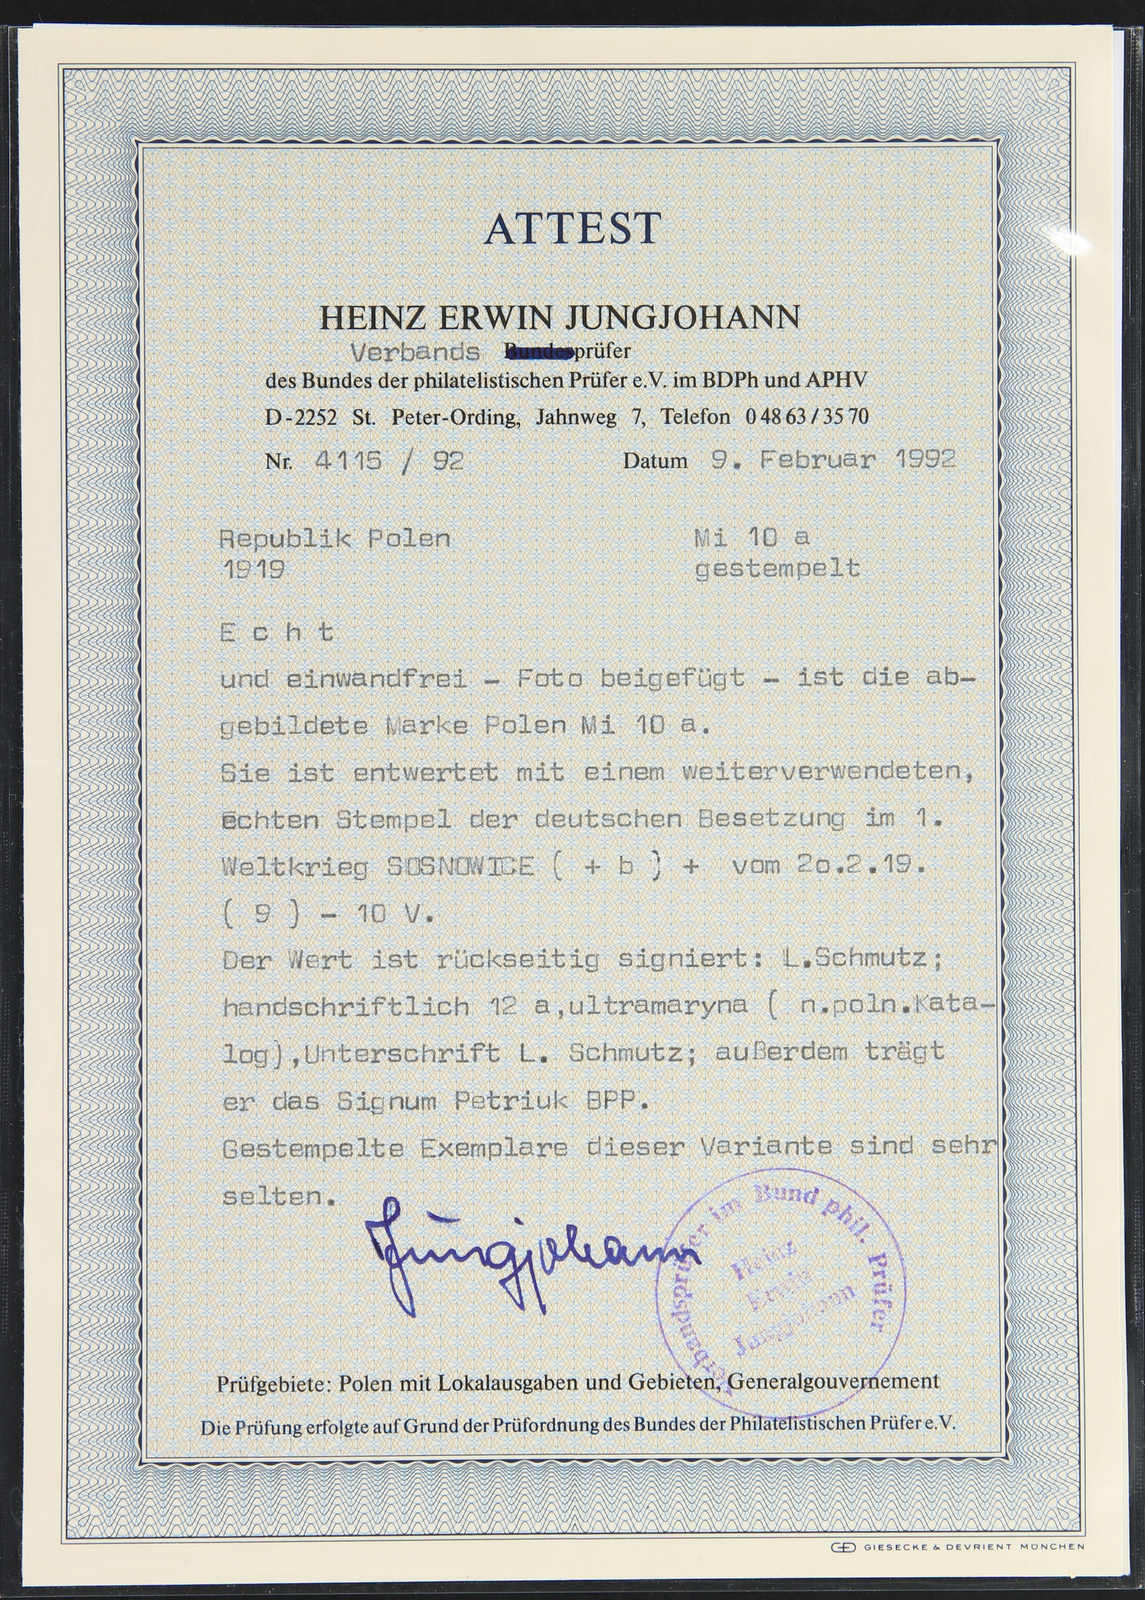 ATTEST
HEINZ ERWIN JUNGJOHANN
Verbands Bundesprüfer
des Bundes der philatelistischen Prüfer e.V. im BDPh und APHV
D-2252 St. Peter-Ording, Jahnweg 7, Telefon 0 48 63 / 35 70
Nr. 4115 / 92 Datum 9. Februar 1992
Republik Polen Mi 10 a
1919 gestempelt
E c h t
und einwandfrei - Foto beigefügt - ist die ab-
gebildete Marke Polen Mi 10 a.
Sie ist entwertet mit einem weiterverwendeten,
echten Stempel der deutschen Besetzung im 1.
Weltkrieg SOSNOWICE ( + b ) + vom 2o.2.19.
( 9 ) - 10 V.
Der Wert ist rückseitig signiert: L.Schmutz;
handschriftlich 12 a,ultramaryna ( n.poln.Kata-
log),Unterschrift L. Schmutz; außerdem trägt
er das Signum Petriuk BPP.
Gestempelte Exemplare dieser Variante sind sehr
selten.
Jungjohann
Verbandsprüfer im Bund phil. Prüfer
Heinz
Erwin
Jungjohann
Prüfgebiete: Polen mit Lokalausgaben und Gebieten, Generalgouvernement
Die Prüfung erfolgte auf Grund der Prüfordnung des Bundes der Philatelistischen Prüfer e.V.
GIESECKE & DEVRIENT MÜNCHEN